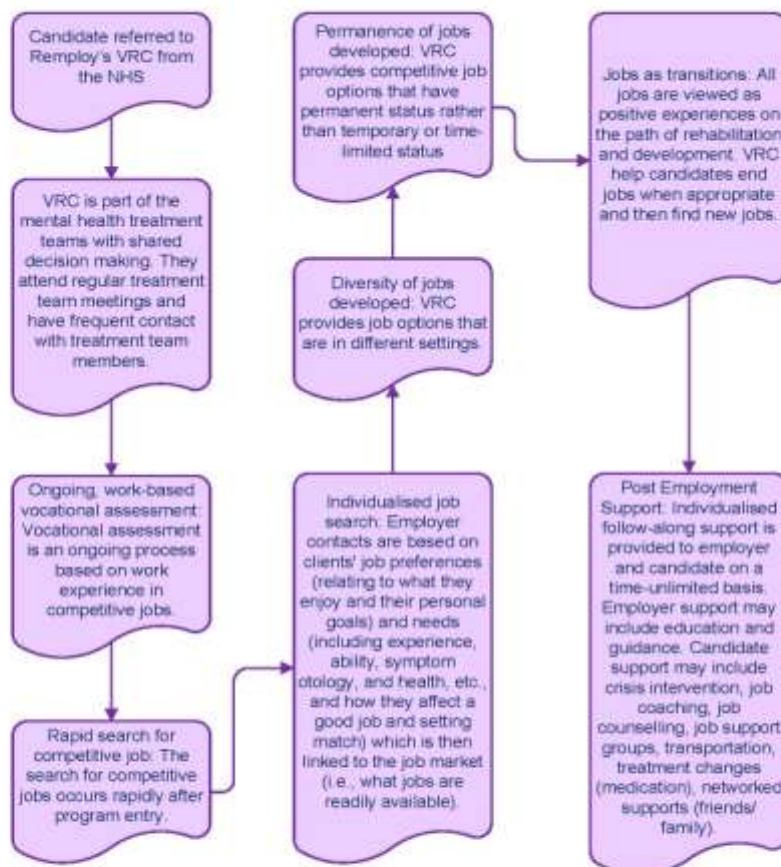 Candidate referred to
Remploy's VRC from
the NHS
VRC is part of the
mental health treatment
teams with shared
decision making. They
attend regular treatment
team meetings and
have frequent contact
with treatment team
members.
Ongoing, work-based
vocational assessment:
Vocational assessment
is an ongoing process
based on work
experience in
competitive jobs.
Rapid search for
competitive job: The
search for competitive
jobs occurs rapidly after
program entry.
Individualised job
search: Employer
contacts are based on
clients' job preferences
(relating to what they
enjoy and their personal
goals) and needs
(including experience,
ability, symptom
otology, and health, etc.,
and how they affect a
good job and setting
match) which is then
linked to the job market
(i.e., what jobs are
readily available).
Diversity of jobs
developed: VRC
provides job options that
are in different settings.
Permanence of jobs
developed: VRC
provides competitive job
options that have
permanent status rather
than temporary or time-
limited status
Jobs as transitions: All
jobs are viewed as
positive experiences on
the path of rehabilitation
and development. VRC
help candidates end
jobs when appropriate
and then find new jobs.
Post Employment
Support: Individualised
follow-along support is
provided to employer
and candidate on a
time-unlimited basis.
Employer support may
include education and
guidance. Candidate
support may include
crisis intervention, job
coaching, job
counselling, job support
groups, transportation,
treatment changes
(medication), networked
supports (friends/
family).